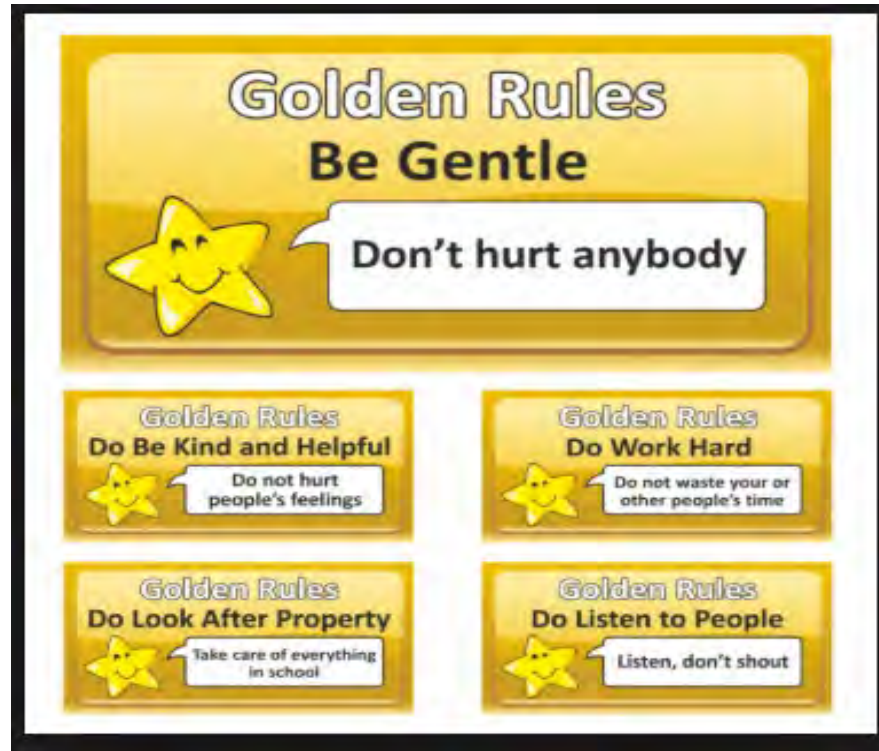 Golden Rules
Be Gentle
Don't hurt anybody
Golden Rules
Do Be Kind and Helpful
Do not hurt
people's feelings
Golden Rules
Do Work Hard
Do not waste your or
other people's time
Golden Rules
Do Look After Property
Take care of everything
in school
Golden Rules
Do Listen to People
Listen, don't shout